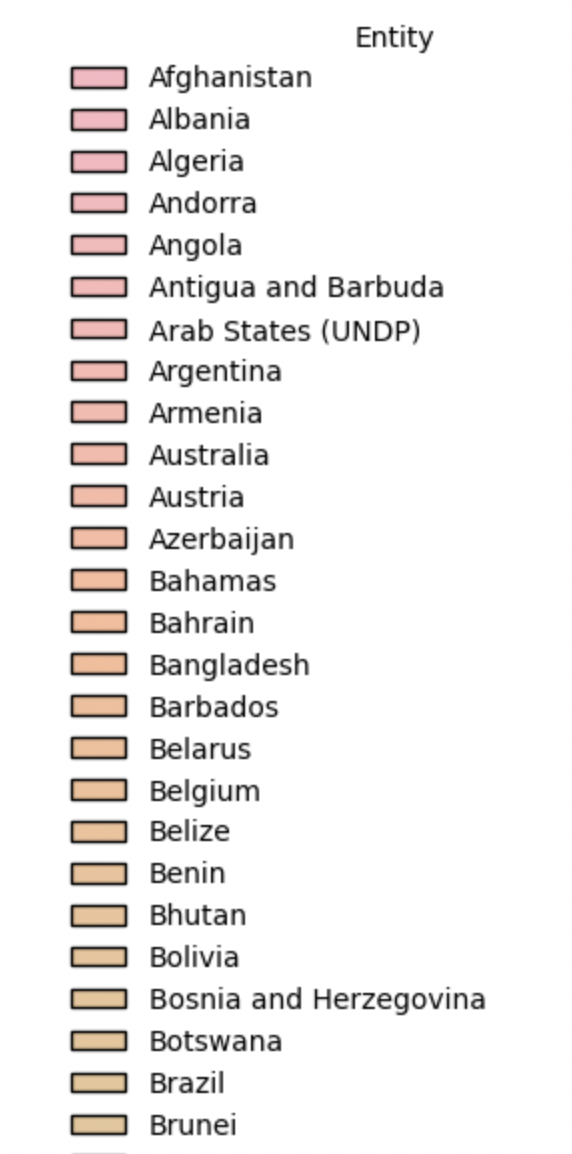 Entity
Afghanistan
Albania
Algeria
Andorra
Angola
Antigua and Barbuda
Arab States (UNDP)
Argentina
Armenia
Australia
Austria
Azerbaijan
Bahamas
Bahrain
Bangladesh
Barbados
Belarus
Belgium
Belize
Benin
Bhutan
Bolivia
Bosnia and Herzegovina
Botswana
Brazil
Brunei